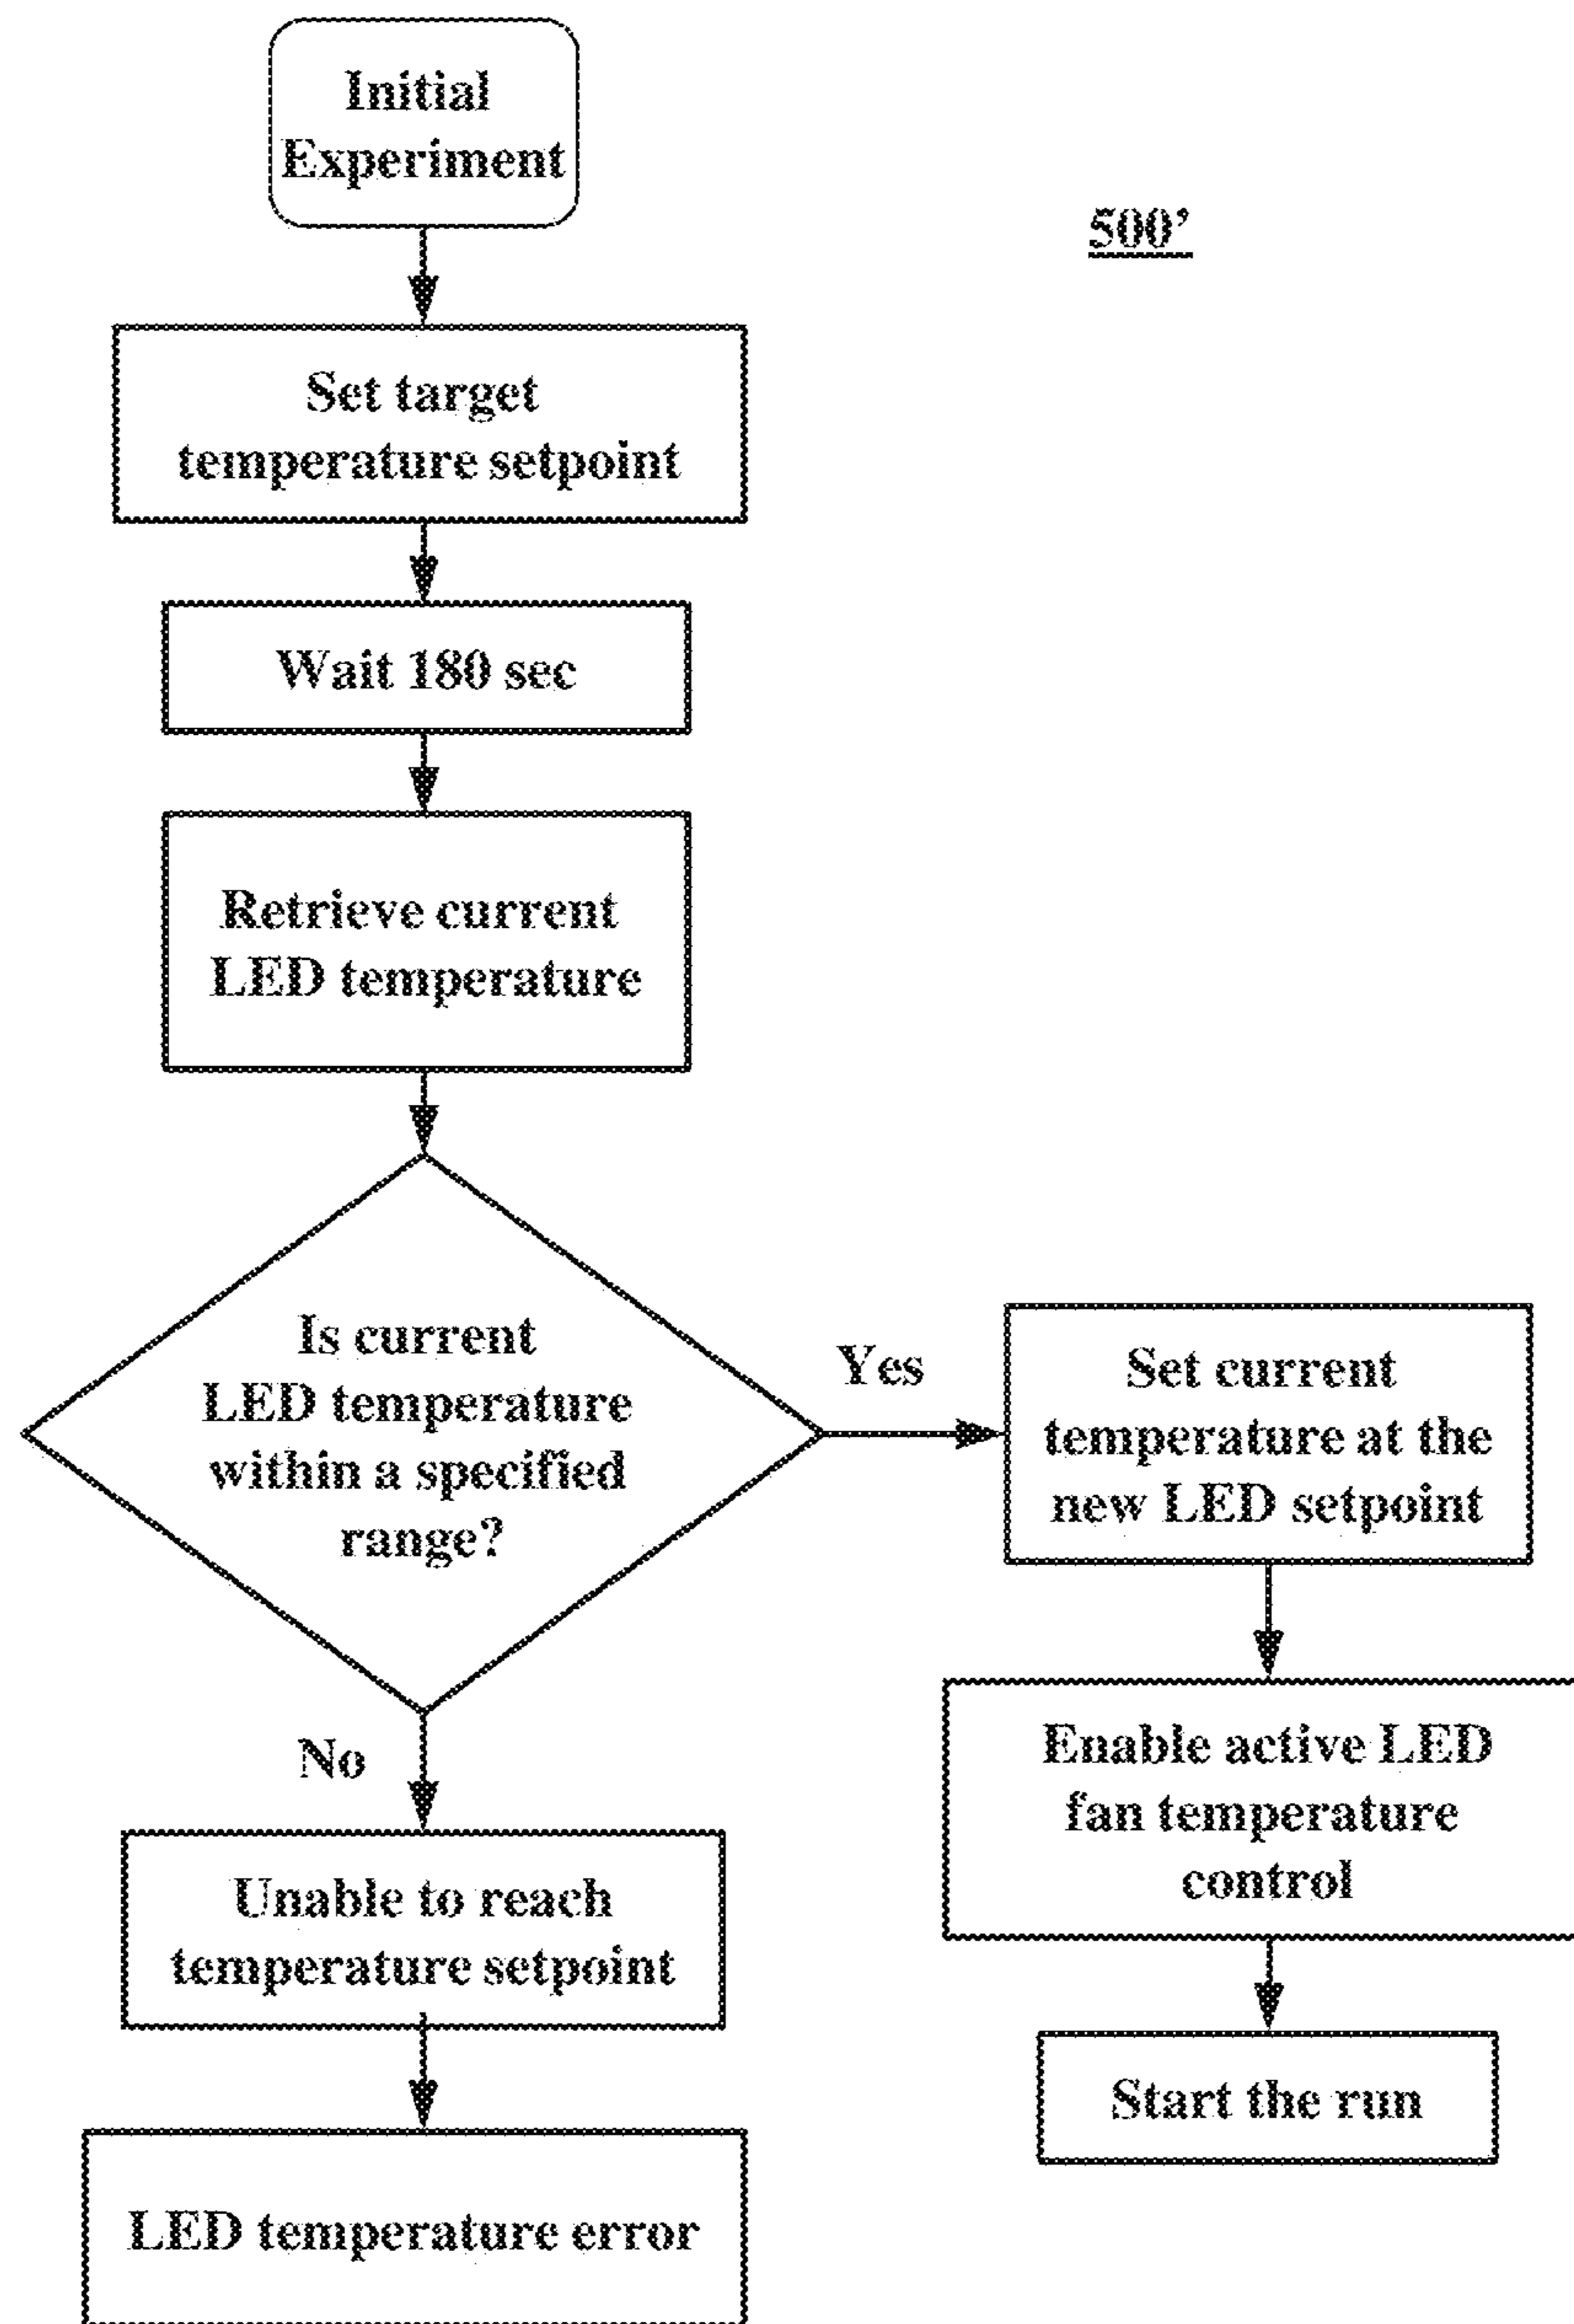 Initial
Experiment
500’
Set target
temperature setpoint
Wait 180 sec
Retrieve current
LED temperature
Is current
LED temperature
within a specified
range?
Yes
Set current
temperature at the
new LED setpoint
No
Enable active LED
fan temperature
control
Unable to reach
temperature setpoint
Start the run
LED temperature error